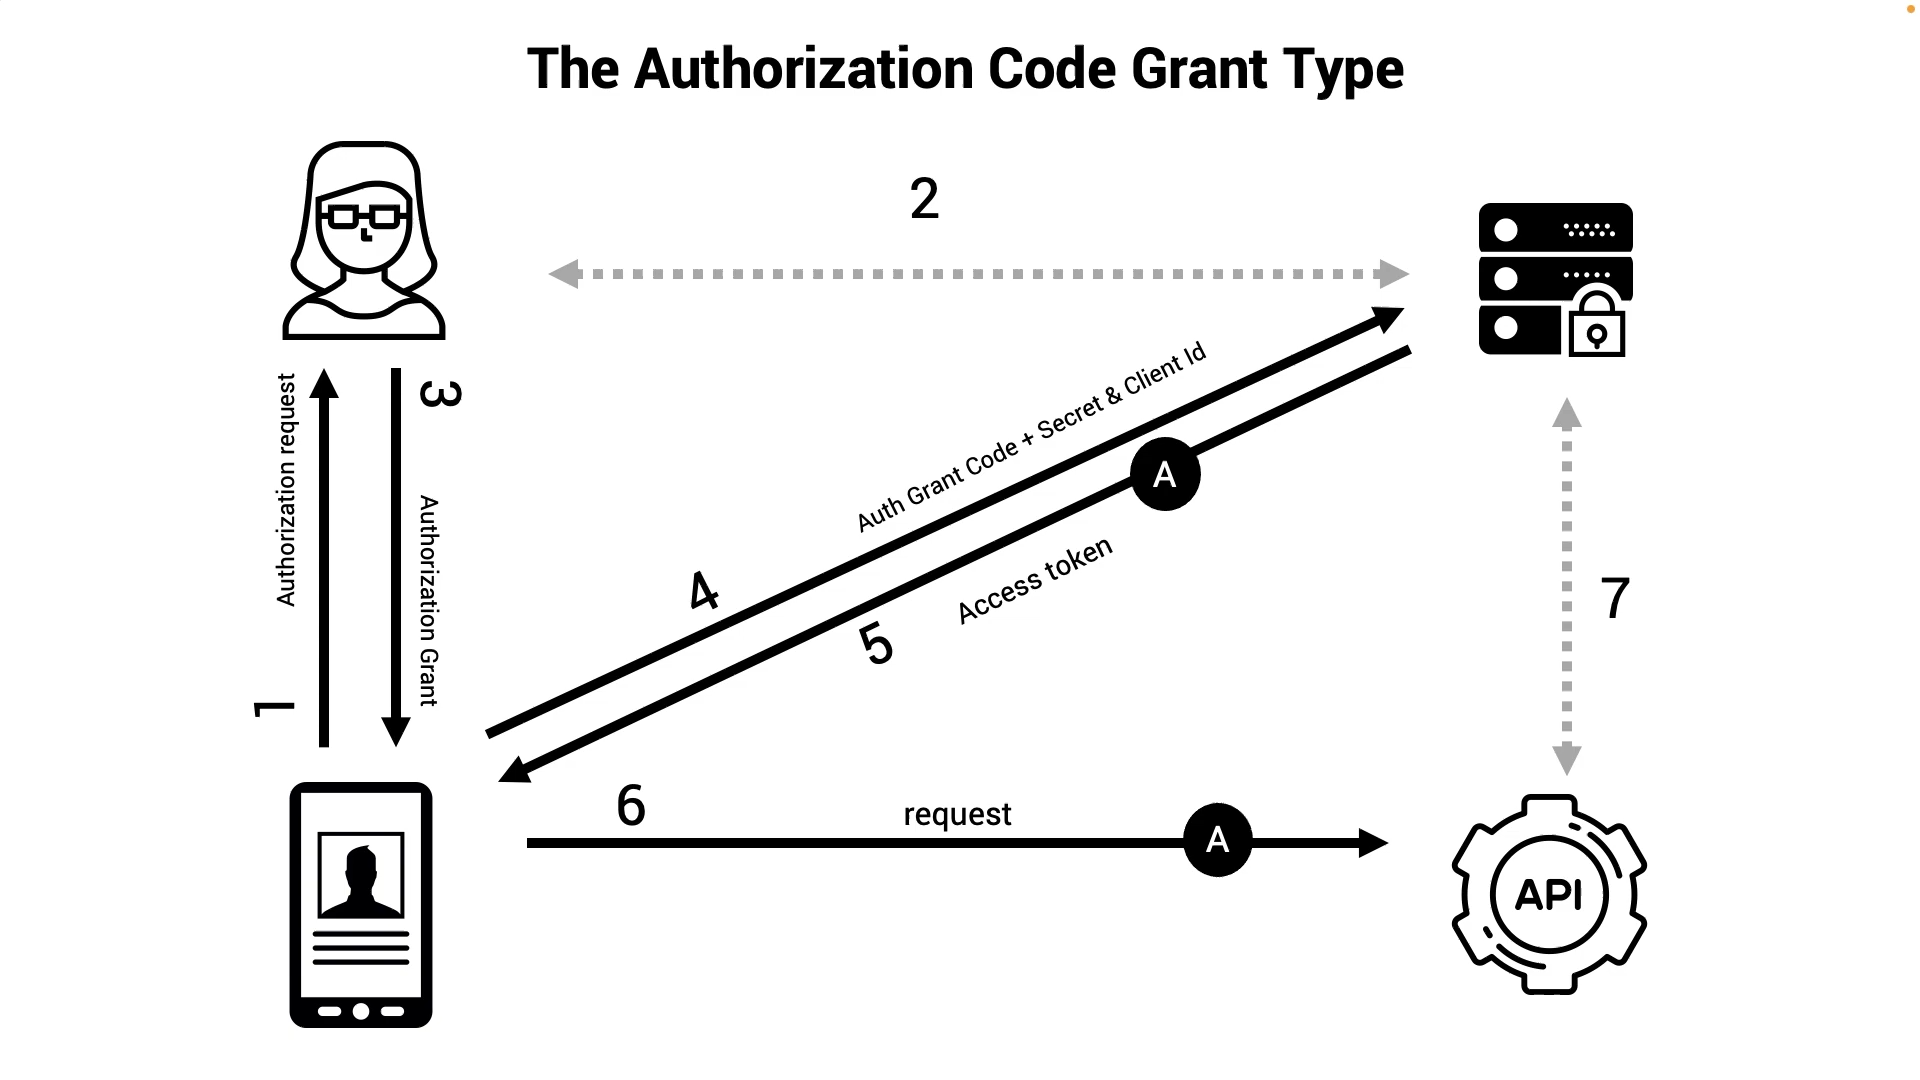 The Authorization Code Grant Type
2
3
Authorization request
Authorization Grant
1
Auth Grant Code + Secret & Client Id
A
4
Access token
5
7
6
request
A
API